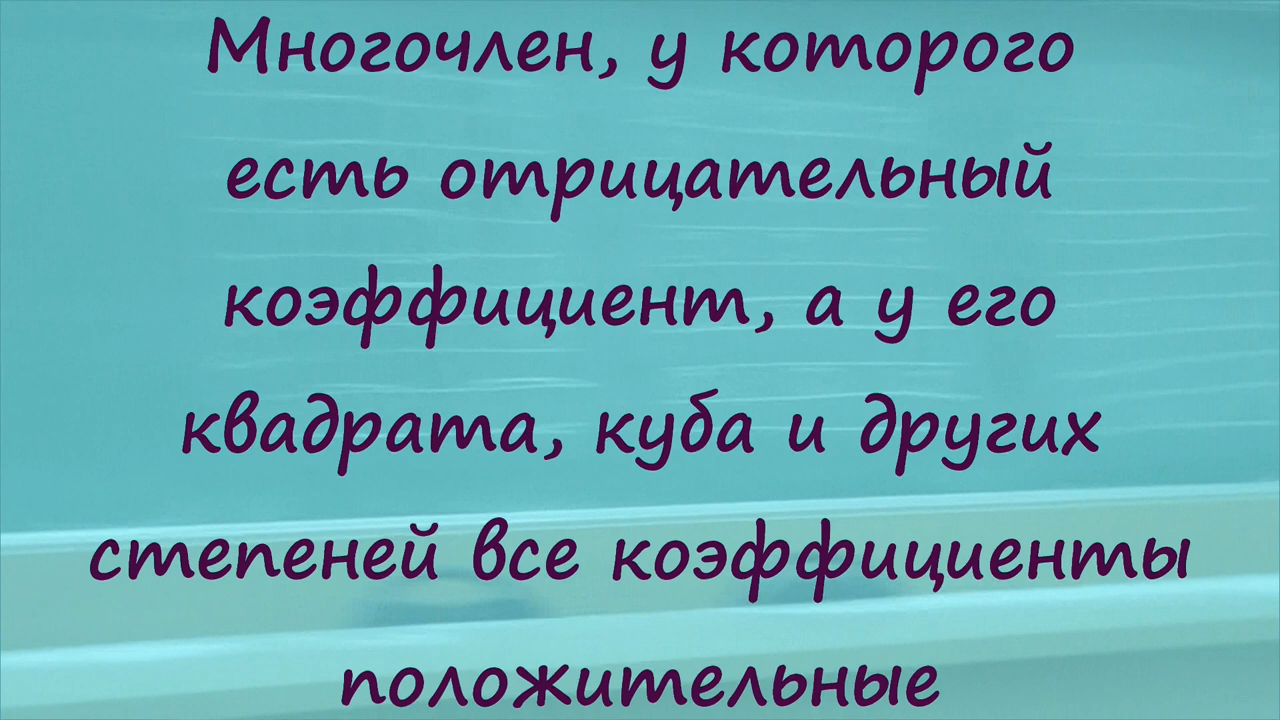 Многочлен, у которого
есть отрицательный
коэффициент, а у его
квадрата, куба и других
степеней все коэффициенты
положительные